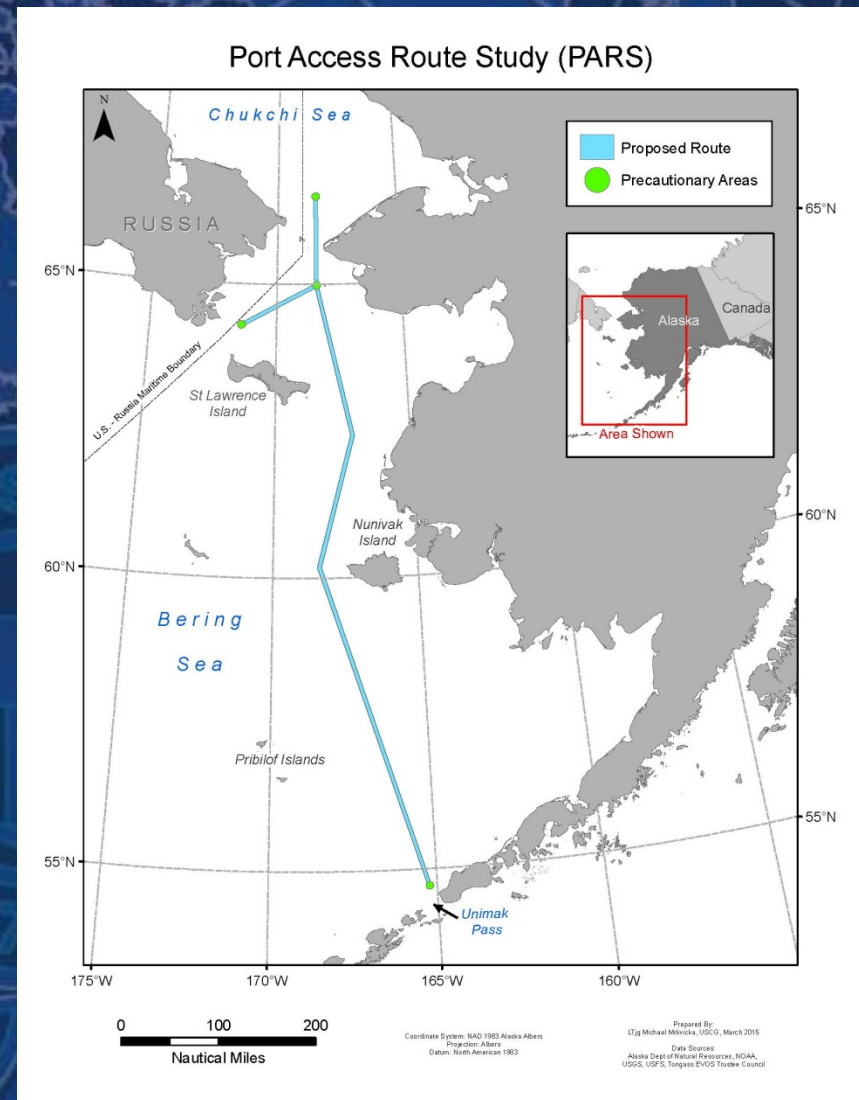 Port Access Route Study (PARS)
N
Chukchi Sea
Proposed Route
Precautionary Areas
RUSSIA
65°N
65°N
Canada
Alaska
Area Shown
U.S. - Russia Maritime Boundary
St Lawrence
Island
60°N
Nunivak
Island
60°N
Bering
Sea
Pribilof Islands
55°N
55°N
Unimak
Pass
175°W
170°W
165°W
160°W
0
100
200
Nautical Miles
Coordinate System: NAD 1983 Alaska Albers
Projection: Albers
Datum: North American 1983
Prepared By:
LTjg Michael Mrkvicka, USCG, March 2015
Data Sources:
Alaska Dept of Natural Resources, NOAA,
USGS, USFS, Tongass EVOS Trustee Council